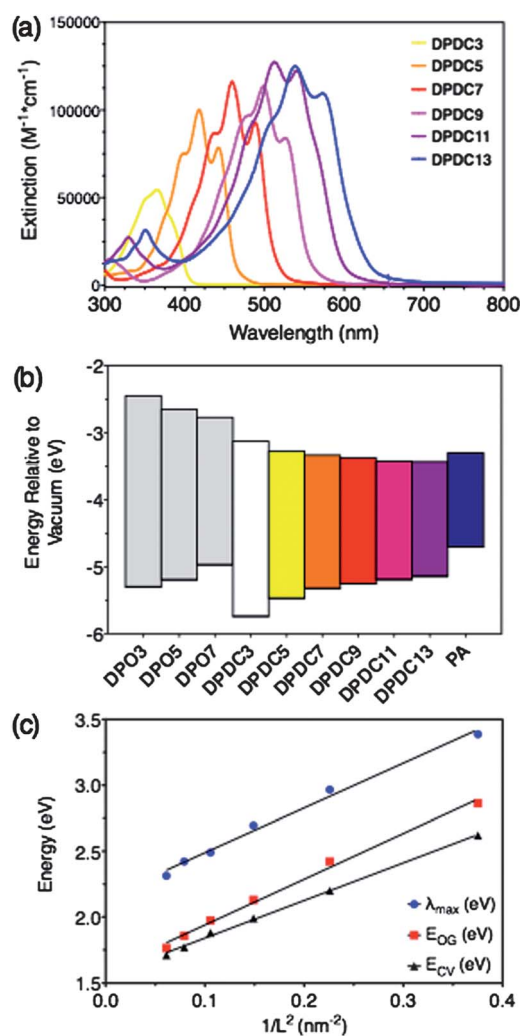 (a)
150000
100000
50000
0
Extinction (M⁻¹*cm⁻¹)
DPDC3
DPDC5
DPDC7
DPDC9
DPDC11
DPDC13
300 400 500 600 700 800
Wavelength (nm)
(b)
-2
-3
-4
-5
-6
Energy Relative to
Vacuum (eV)
DPO3
DPO5
DPO7
DPDC3
DPDC5
DPDC7
DPDC9
DPDC11
DPDC13
PA
(c)
3.5
3.0
2.5
2.0
1.5
Energy (eV)
λmax (eV)
EOG (eV)
ECV (eV)
0.0 0.1 0.2 0.3 0.4
1/L² (nm⁻²)